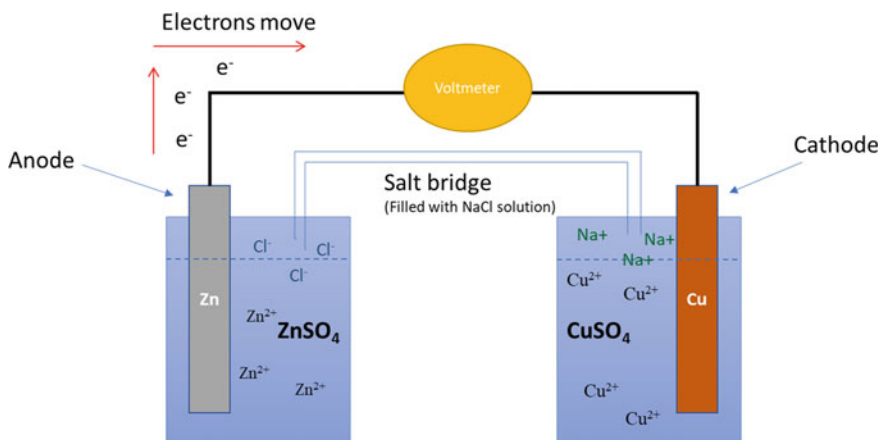 Electrons move
e⁻
e⁻
e⁻
Voltmeter
Anode
Cathode
Salt bridge
(Filled with NaCl solution)
Cl⁻
Cl⁻
Cl⁻
Na+
Na+
Na+
Zn
Zn²⁺
ZnSO₄
Zn²⁺
Zn²⁺
Cu²⁺
Cu²⁺
Cu
CuSO₄
Cu²⁺
Cu²⁺